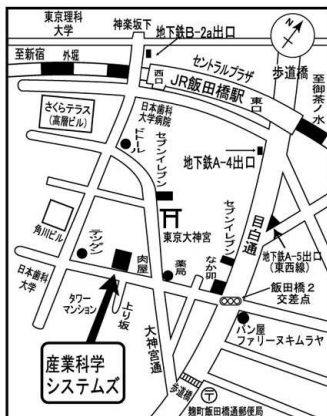 東京理科
大学
神楽坂下
地下鉄B-2a出口
N
至新宿
外堀
セントラルプラザ
歩道橋
西口
JR飯田橋駅
東口
至御茶ノ水
さくらテラス
(高層ビル)
日本歯科
大学病院
ドトール
セブンイレブン
地下鉄A-4出口
角川ビル
東京大神宮
セブンイレブン
目白通
地下鉄A-5出口
(東西線)
テツゲン
肉屋
薬局
なか卯
日本歯科
大学
飯田橋2
交差点
タワー
マンション
上り坂
大神宮通
パン屋
ファリーヌキムラヤ
産業科学
システムズ
歩道橋
〒
麹町飯田橋通郵便局